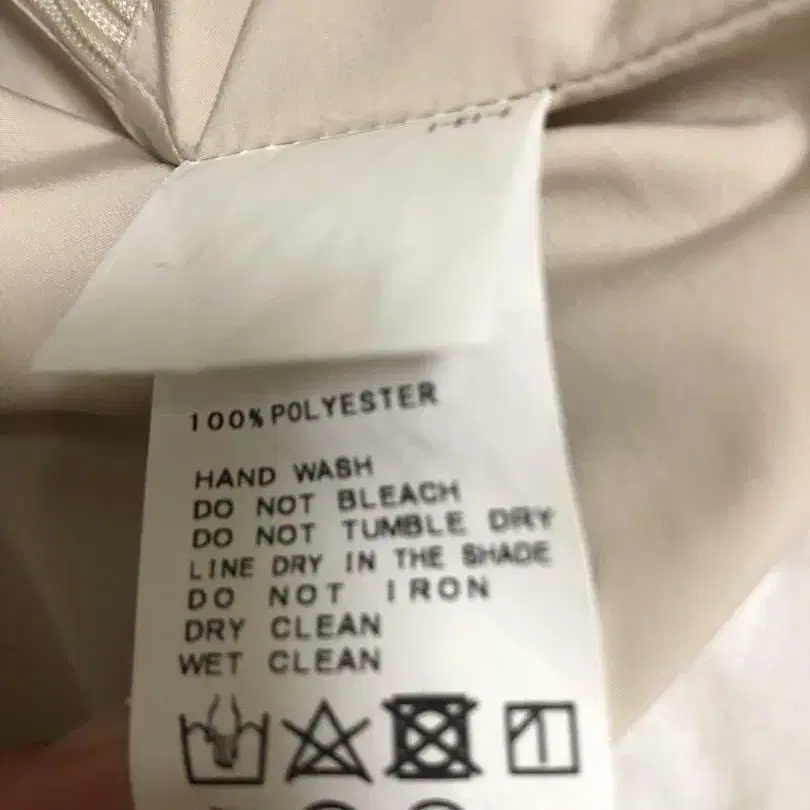 100% POLYESTER
HAND WASH
DO NOT BLEACH
DO NOT TUMBLE DRY
LINE DRY IN THE SHADE
DO NOT IRON
DRY CLEAN
WET CLEAN